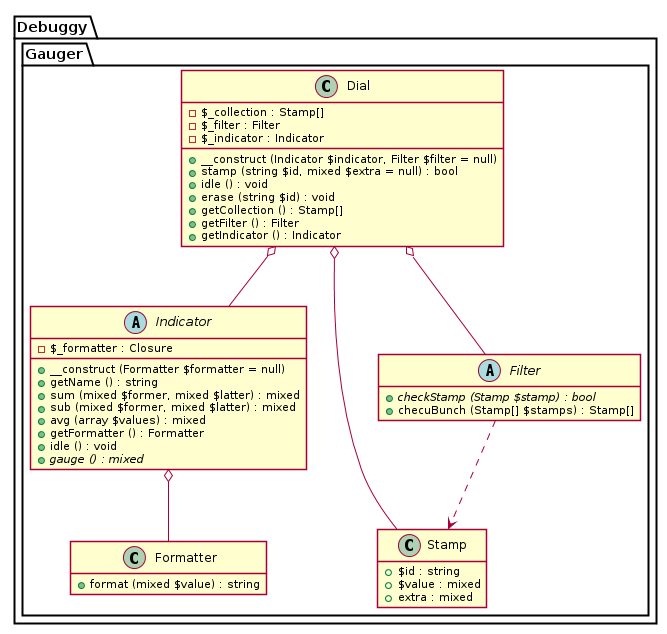 Debuggy
Gauger
C Dial
$_collection : Stamp[]
$_filter : Filter
$_indicator : Indicator
__construct (Indicator $indicator, Filter $filter = null)
stamp (string $id, mixed $extra = null) : bool
idle () : void
erase (string $id) : void
getCollection () : Stamp[]
getFilter () : Filter
getIndicator () : Indicator
A Indicator
$_formatter : Closure
__construct (Formatter $formatter = null)
getName () : string
sum (mixed $former, mixed $latter) : mixed
sub (mixed $former, mixed $latter) : mixed
avg (array $values) : mixed
getFormatter () : Formatter
idle () : void
gauge () : mixed
A Filter
checkStamp (Stamp $stamp) : bool
checuBunch (Stamp[] $stamps) : Stamp[]
C Formatter
format (mixed $value) : string
C Stamp
$id : string
$value : mixed
extra : mixed